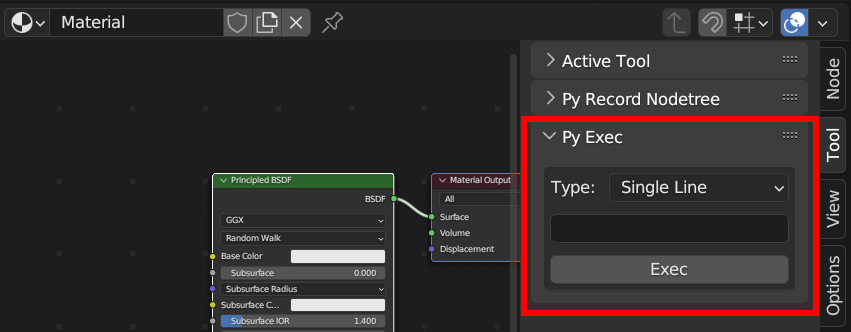 Material
Active Tool
Py Record Nodetree
Py Exec
Type: Single Line
Exec
Node
Tool
View
Options
Principled BSDF
BSDF
GGX
Random Walk
Base Color
Subsurface 0.000
Subsurface Radius
Subsurface C...
Subsurface IOR 1.400
Material Output
All
Surface
Volume
Displacement